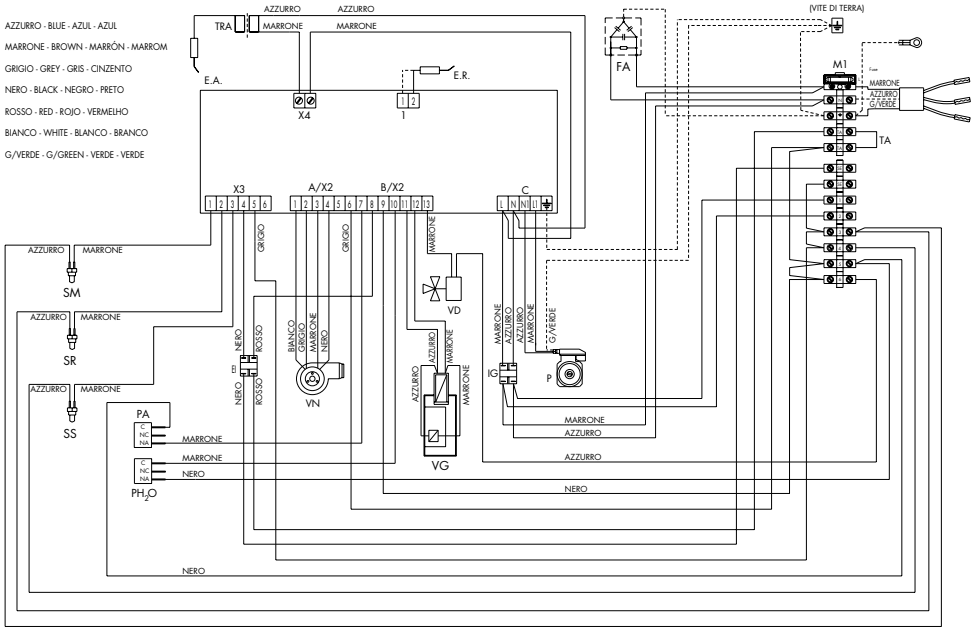 AZZURRO - BLUE - AZUL - AZUL
MARRONE - BROWN - MARRÓN - MARROM
GRIGIO - GREY - GRIS - CINZENTO
NERO - BLACK - NEGRO - PRETO
ROSSO - RED - ROJO - VERMELHO
BIANCO - WHITE - BLANCO - BRANCO
G/VERDE - G/GREEN - VERDE - VERDE
TRA
AZZURRO AZZURRO
MARRONE MARRONE
E.A.
E.R.
X4
1 2
1
FA
(VITE DI TERRA)
M1
MARRONE
AZZURRO
G/VERDE
TA
X3
A/X2
B/X2
C
1 2 3 4 5 6
1 2 3 4 5 6 7 8 9 10 11 12 13
L N N1 L1
GRIGIO
GRIGIO
MARRONE
AZZURRO MARRONE
SM
AZZURRO MARRONE
SR
AZZURRO MARRONE
SS
NERO
ROSSO
EI
NERO
ROSSO
BIANCO
GRIGIO
MARRONE
NERO
VN
VD
AZZURRO
MARRONE
AZZURRO
MARRONE
VG
MARRONE
AZZURRO
AZZURRO
MARRONE
G/VERDE
IG
P
PA
C
NC
NA
MARRONE
C
NC
NA
MARRONE
NERO
PH2O
MARRONE
AZZURRO
AZZURRO
NERO
NERO